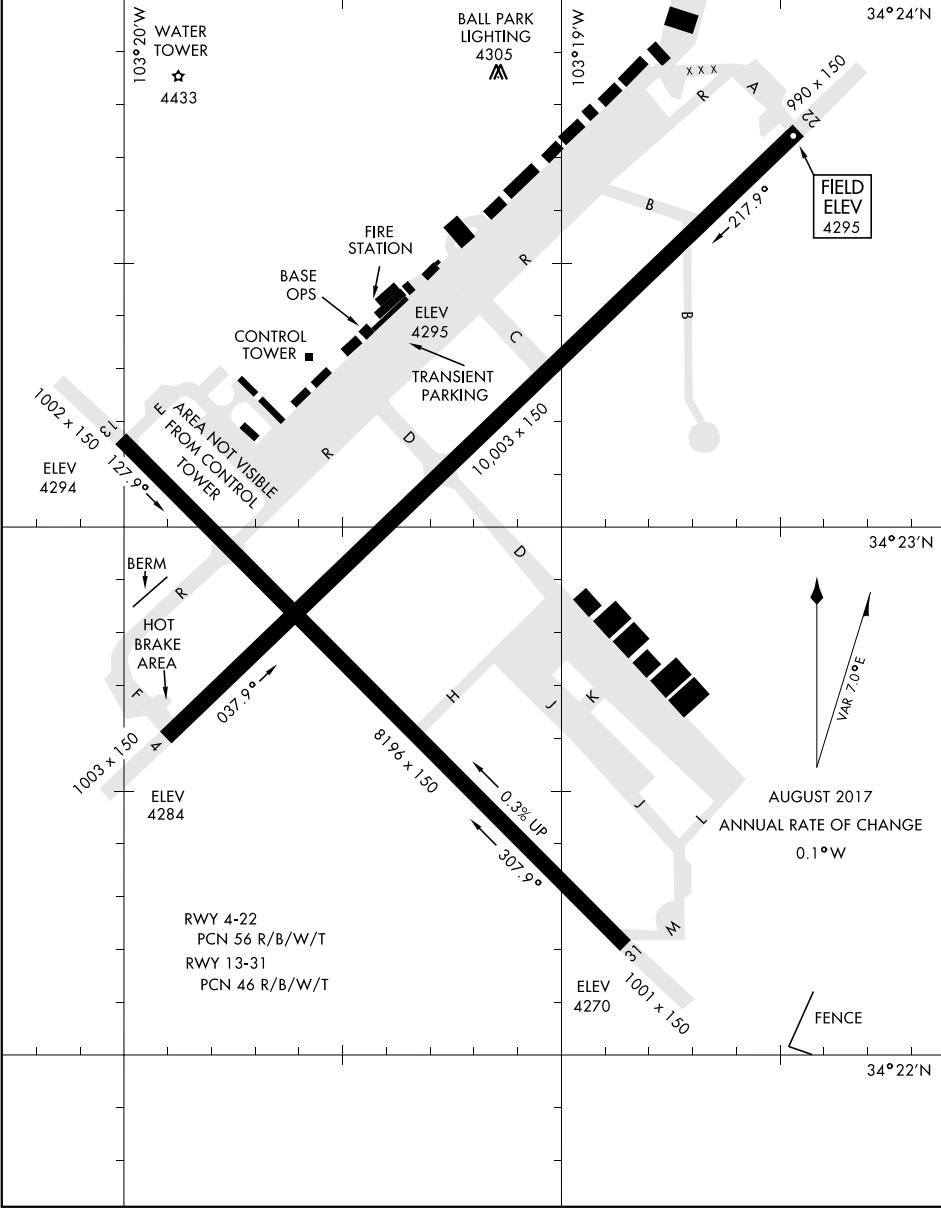 34°24'N
103°20'W
WATER
TOWER
4433
BALL PARK
LIGHTING
4305
103°19'W
X X X
R
A
990 x 150
22
FIELD
ELEV
4295
217.9°
B
B
FIRE
STATION
BASE
OPS
R
ELEV
4295
C
CONTROL
TOWER
TRANSIENT
PARKING
1002 x 150
13
E
AREA NOT VISIBLE
FROM CONTROL
TOWER
R
D
10,003 x 150
ELEV
4294
127.9°
34°23'N
BERM
R
D
HOT
BRAKE
AREA
F
037.9°
H
J
K
VAR 7.0°E
1003 x 150
4
ELEV
4284
8196 x 150
0.3% UP
307.9°
J
L
AUGUST 2017
ANNUAL RATE OF CHANGE
0.1°W
RWY 4-22
PCN 56 R/B/W/T
RWY 13-31
PCN 46 R/B/W/T
M
31
ELEV
4270
1001 x 150
FENCE
34°22'N